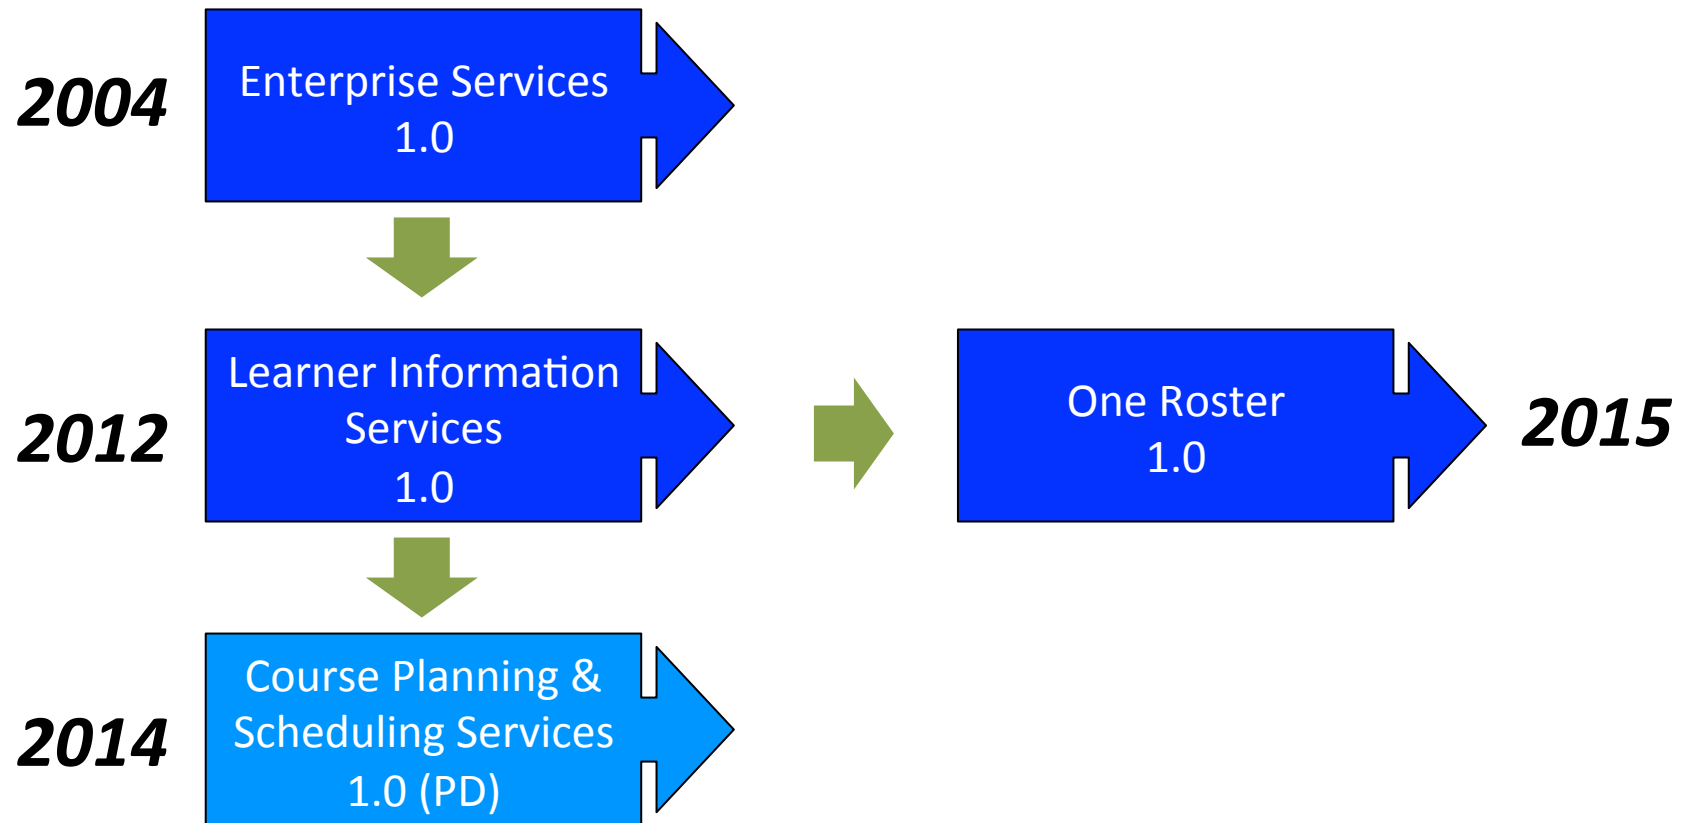 2004
Enterprise Services
1.0
2012
Learner Information
Services
1.0
One Roster
1.0
2015
2014
Course Planning &
Scheduling Services
1.0 (PD)